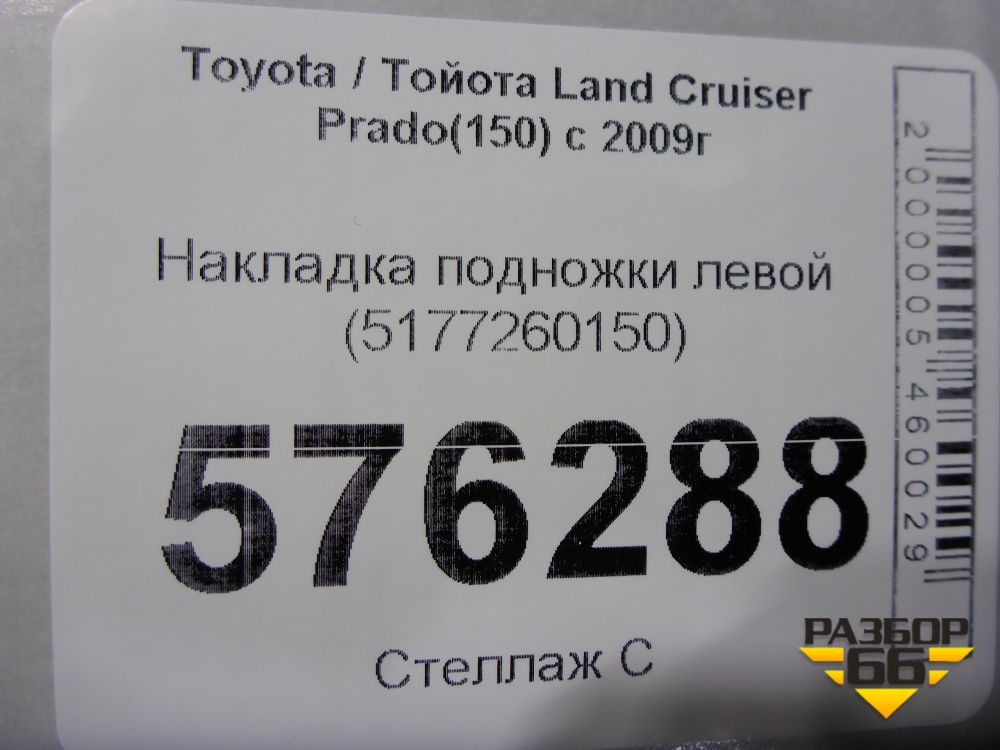 Toyota / Тойота Land Cruiser
Prado(150) с 2009г
Накладка подножки левой
(5177260150)
576288
Стеллаж С
2000005460029
РАЗБОР
66